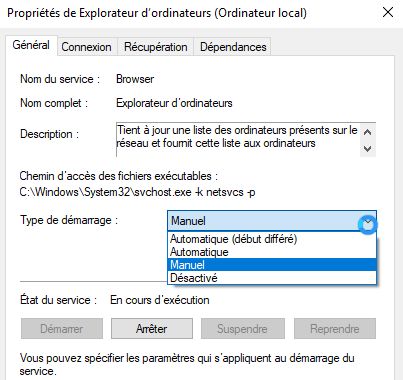 Propriétés de Explorateur d'ordinateurs (Ordinateur local)
Général Connexion Récupération Dépendances
Nom du service : Browser
Nom complet : Explorateur d'ordinateurs
Description : Tient à jour une liste des ordinateurs présents sur le
réseau et fournit cette liste aux ordinateurs
Chemin d'accès des fichiers exécutables :
C:\Windows\System32\svchost.exe -k netsvcs -p
Type de démarrage : Manuel
Automatique (début différé)
Automatique
Manuel
Désactivé
État du service : En cours d'exécution
Démarrer Arrêter Suspendre Reprendre
Vous pouvez spécifier les paramètres qui s'appliquent au démarrage du
service.